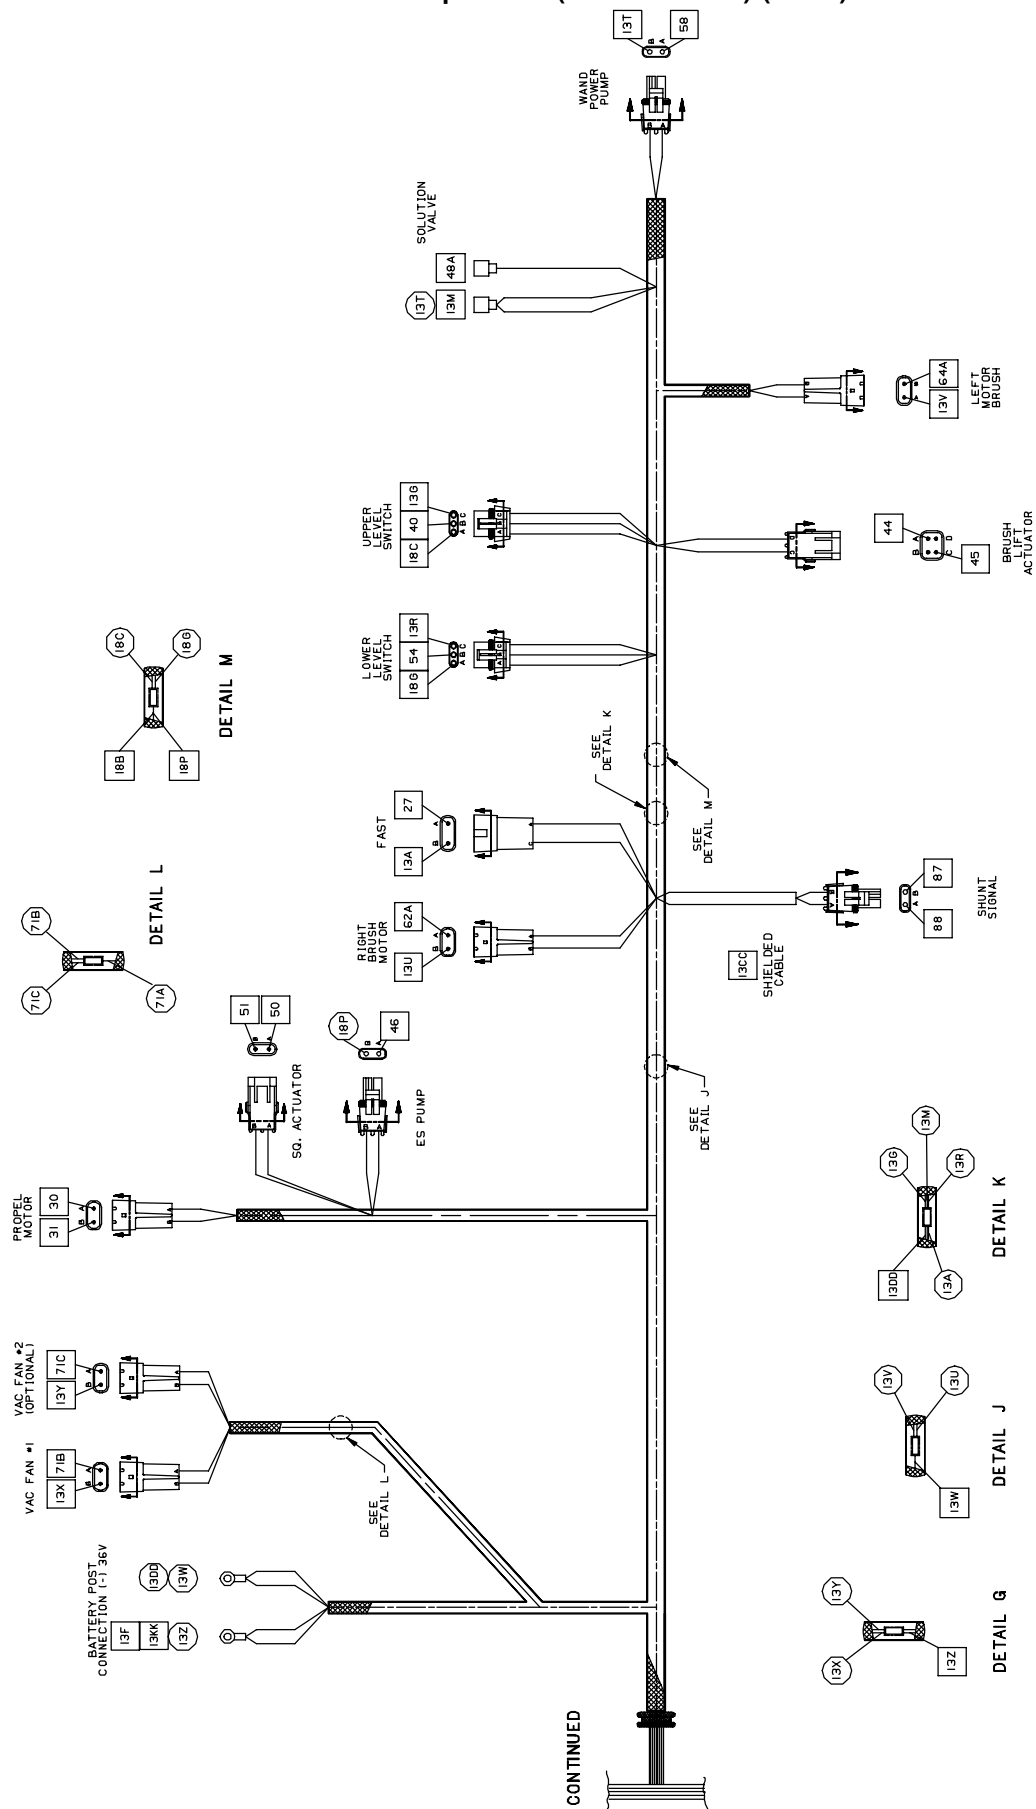 WAND
POWER
PUMP
13T
58
B
A
B
A
SOLUTION
VALVE
13T
13M
48A
UPPER
LEVEL
SWITCH
18C
40
13G
A B C
A B C
LEFT
MOTOR
BRUSH
13V
64A
A
B
BRUSH
LIFT
ACTUATOR
44
45
A
B
C
D
LOWER
LEVEL
SWITCH
18G
54
13R
A B C
A B C
18C
18G
18B
18P
DETAIL M
SEE
DETAIL K
SEE
DETAIL M
FAST
13A
27
B
A
RIGHT
BRUSH
MOTOR
13U
62A
B
A
13CC
SHIELDED
CABLE
SHUNT
SIGNAL
88
87
A
B
71B
71C
71A
DETAIL L
51
50
B
A
B
A
SQ. ACTUATOR
18P
46
B
A
B
A
ES PUMP
SEE
DETAIL J
PROPEL
MOTOR
31
30
B
A
13G
13M
13R
13DD
13A
DETAIL K
VAC FAN #2
(OPTIONAL)
13Y
71C
B
A
B
A
VAC FAN #1
13X
71B
B
A
B
A
SEE
DETAIL L
13V
13U
13W
DETAIL J
BATTERY POST
CONNECTION (-) 36V
13F
13KK
13Z
13DD
13W
13Y
13X
13Z
DETAIL G
CONTINUED